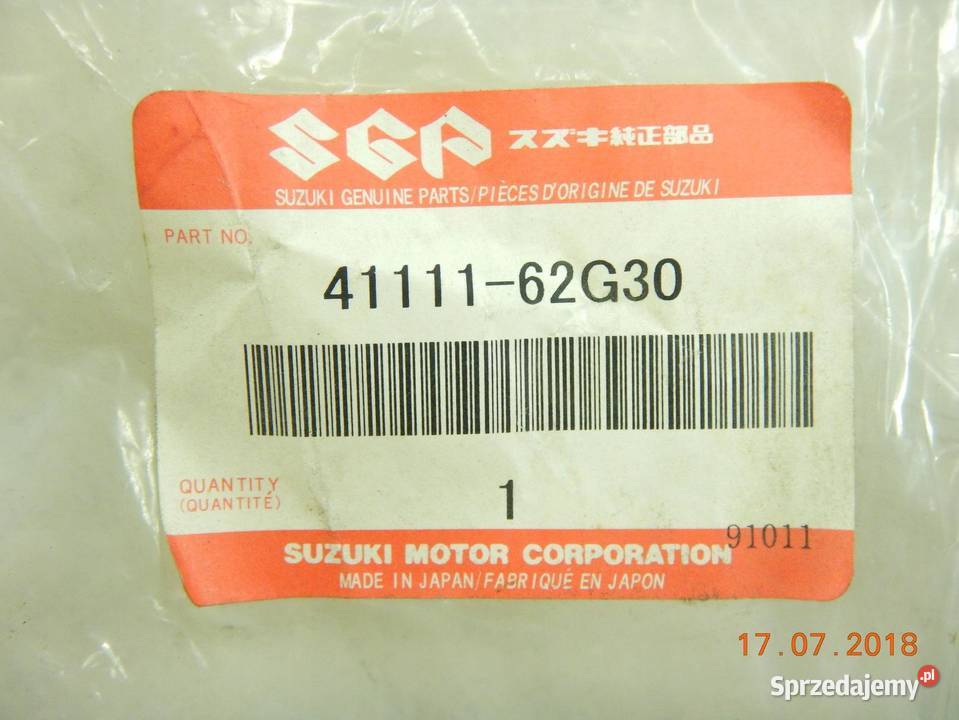 SGP スズキ純正部品
SUZUKI GENUINE PARTS/PIÈCES D'ORIGINE DE SUZUKI
PART NO.
41111-62G30
QUANTITY
(QUANTITÉ)
1
91011
SUZUKI MOTOR CORPORATION
MADE IN JAPAN/FABRIQUÉ EN JAPON
17.07.2018
Sprzedajemy.pl